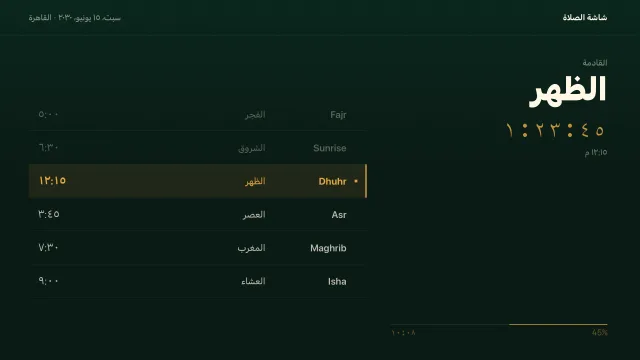 شاشة الصلاة
سبت، ١٥ يونيو، ٢٠٣٠ · القاهرة
القادمة
الظهر
١:٢٣:٤٥
١٢:١٥ م
Fajr الفجر ٥:٠٠
Sunrise الشروق ٦:٣٠
Dhuhr الظهر ١٢:١٥
Asr العصر ٣:٤٥
Maghrib المغرب ٧:٣٠
Isha العشاء ٩:٠٠
45% ١٠:٠٨